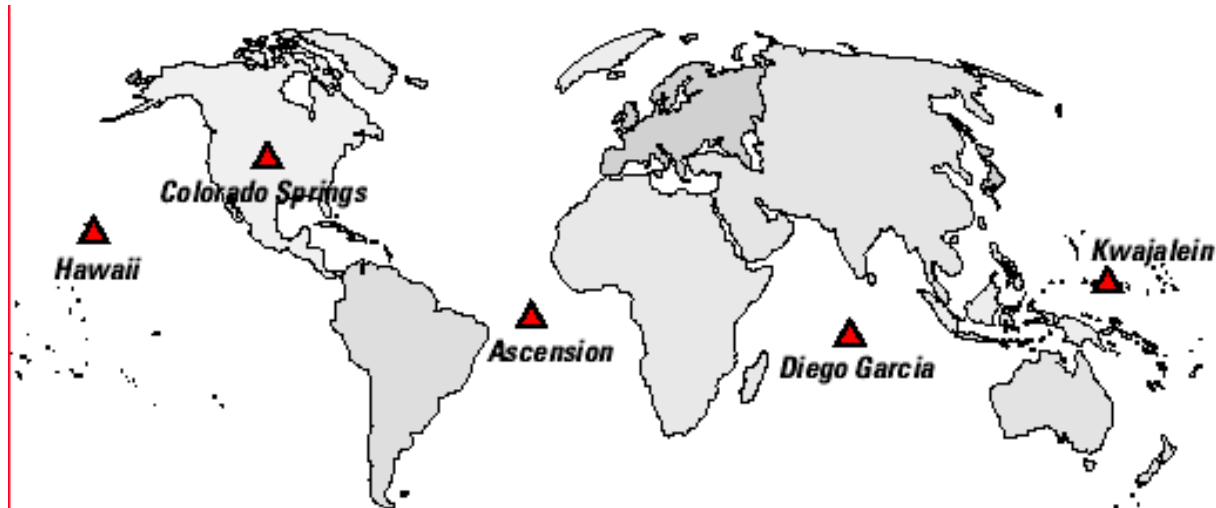 Colorado Springs
Hawaii
Kwajalein
Ascension
Diego Garcia